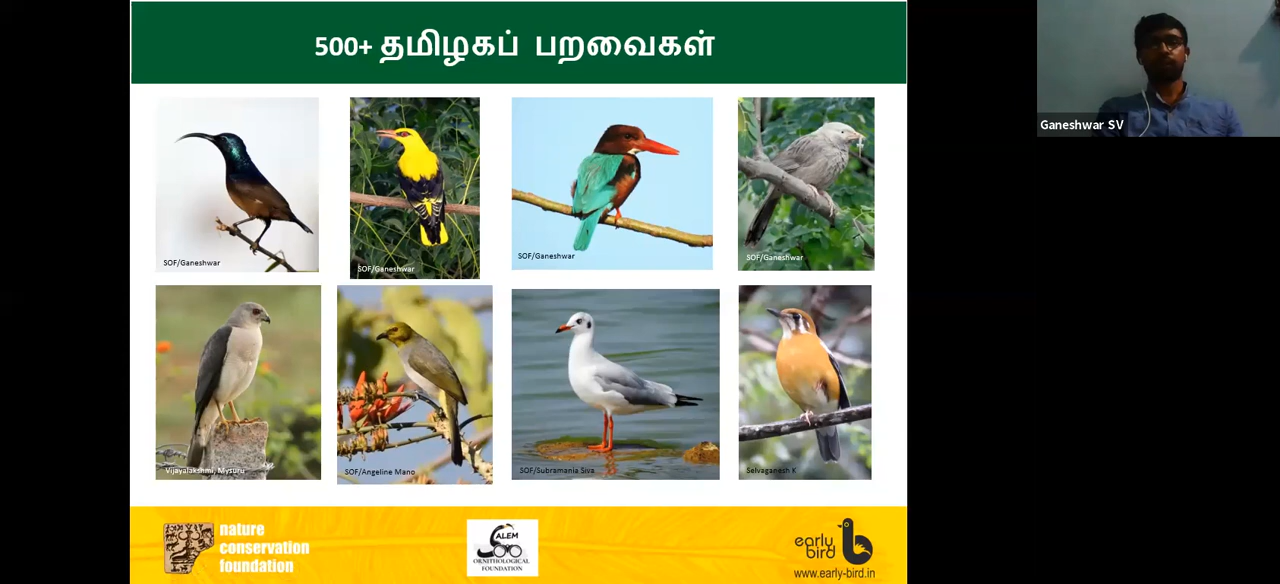 500+ தமிழகப் பறவைகள்
Ganeshwar SV
SOF/Ganeshwar
SOF/Ganeshwar
SOF/Ganeshwar
SOF/Ganeshwar
Vijayalakshmi, Mysuru
SOF/Angeline Mano
SOF/Subramania Siva
Selvaganesh K
nature
conservation
foundation
SALEM
ORNITHOLOGICAL
FOUNDATION
early
bird
www.early-bird.in